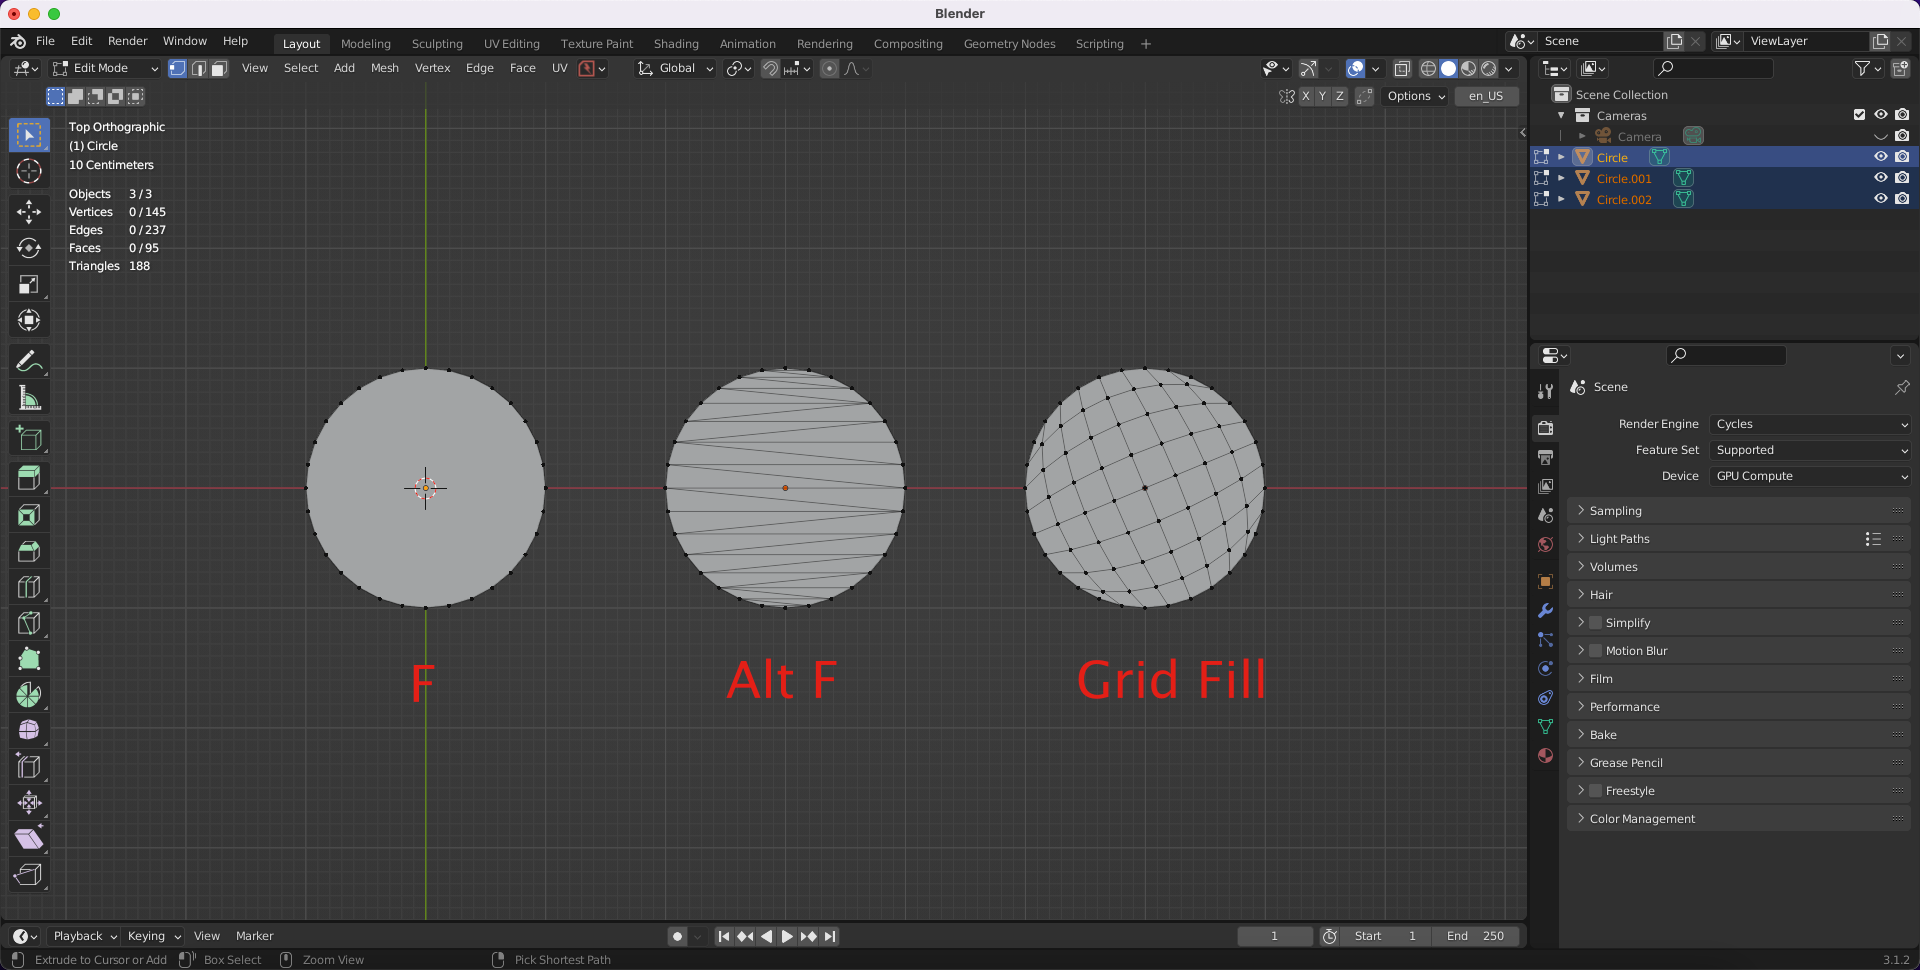 Blender
File Edit Render Window Help Layout Modeling Sculpting UV Editing Texture Paint Shading Animation Rendering Compositing Geometry Nodes Scripting + Scene ViewLayer
Edit Mode View Select Add Mesh Vertex Edge Face UV Global
X Y Z Options en_US
Top Orthographic
(1) Circle
10 Centimeters
Objects 3 / 3
Vertices 0 / 145
Edges 0 / 237
Faces 0 / 95
Triangles 188
F
Alt F
Grid Fill
Scene Collection
Cameras
Camera
Circle
Circle.001
Circle.002
Scene
Render Engine Cycles
Feature Set Supported
Device GPU Compute
Sampling
Light Paths
Volumes
Hair
Simplify
Motion Blur
Film
Performance
Bake
Grease Pencil
Freestyle
Color Management
Playback Keying View Marker 1 Start 1 End 250
Extrude to Cursor or Add Box Select Zoom View Pick Shortest Path 3.1.2